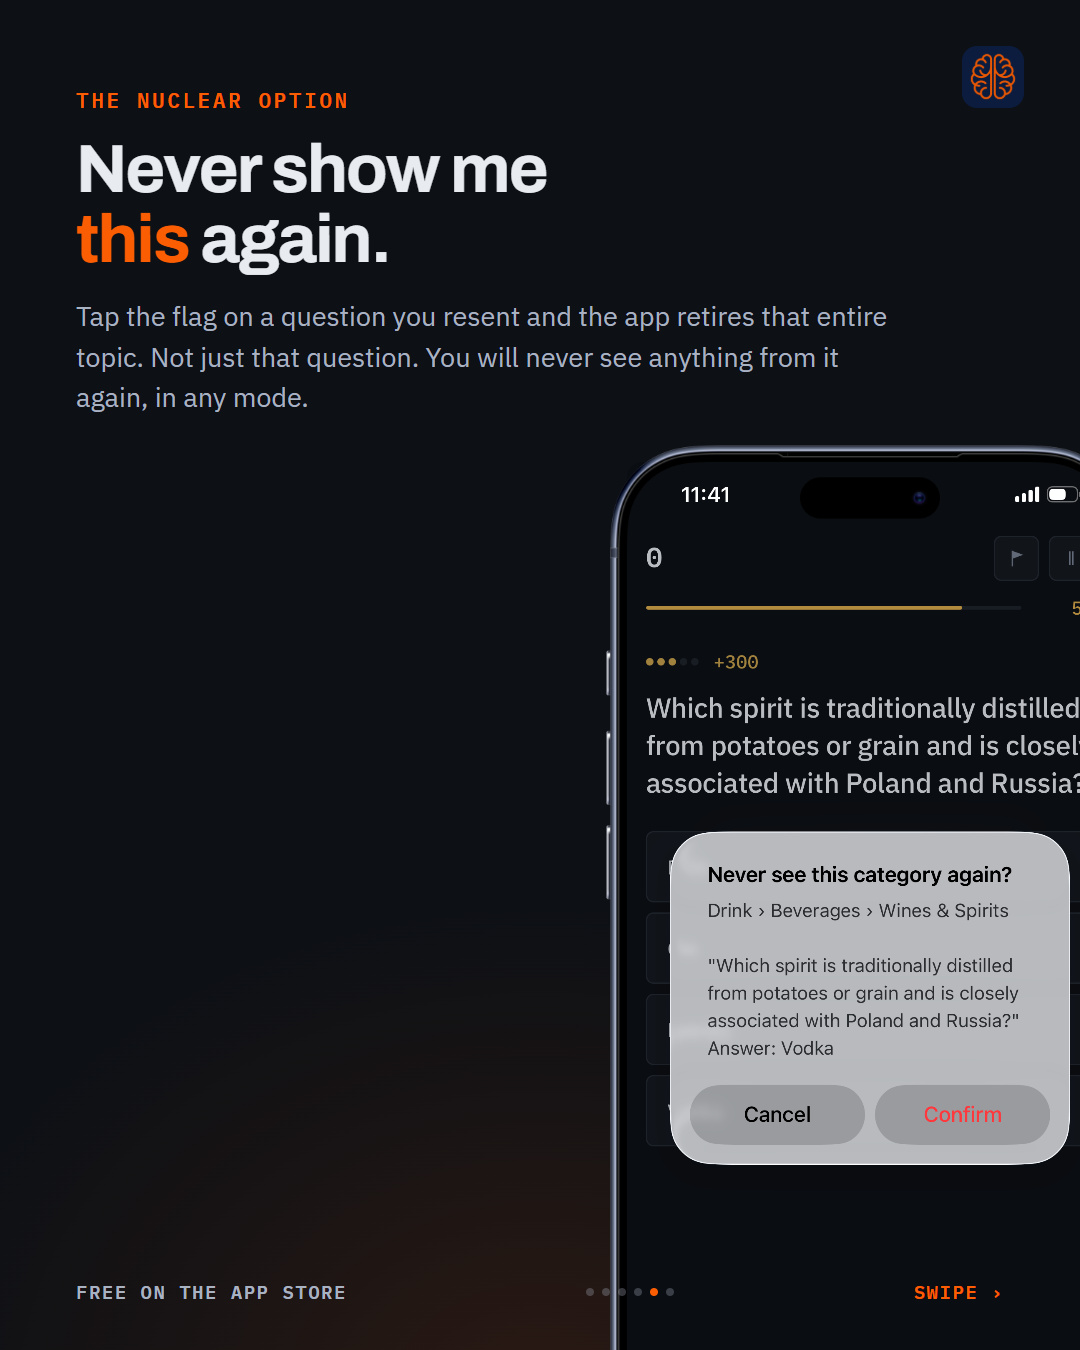 THE NUCLEAR OPTION
Never show me
this again.
Tap the flag on a question you resent and the app retires that entire
topic. Not just that question. You will never see anything from it
again, in any mode.
11:41
0
5
+300
Which spirit is traditionally distilled
from potatoes or grain and is closely
associated with Poland and Russia?
Never see this category again?
Drink › Beverages › Wines & Spirits
"Which spirit is traditionally distilled
from potatoes or grain and is closely
associated with Poland and Russia?"
Answer: Vodka
Cancel
Confirm
FREE ON THE APP STORE
SWIPE ›